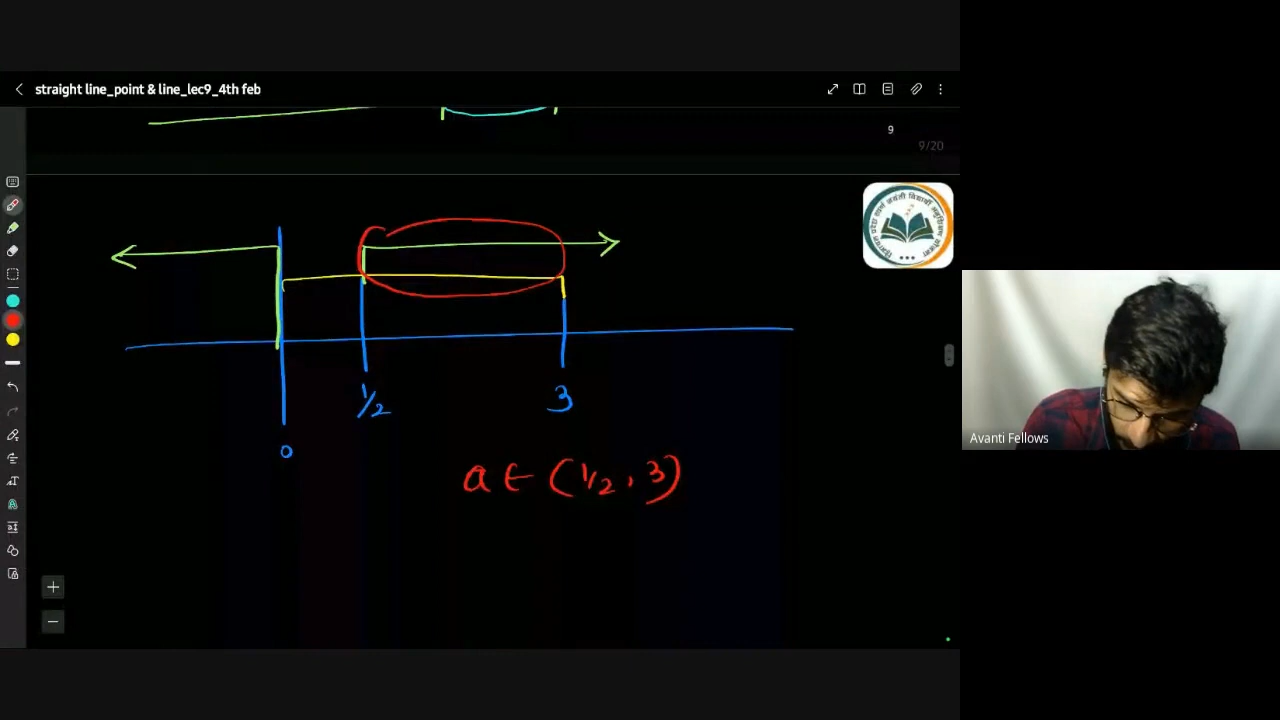 straight line_point & line_lec9_4th feb
9
9/20
1/2
3
0
a ∈ (1/2, 3)
Avanti Fellows